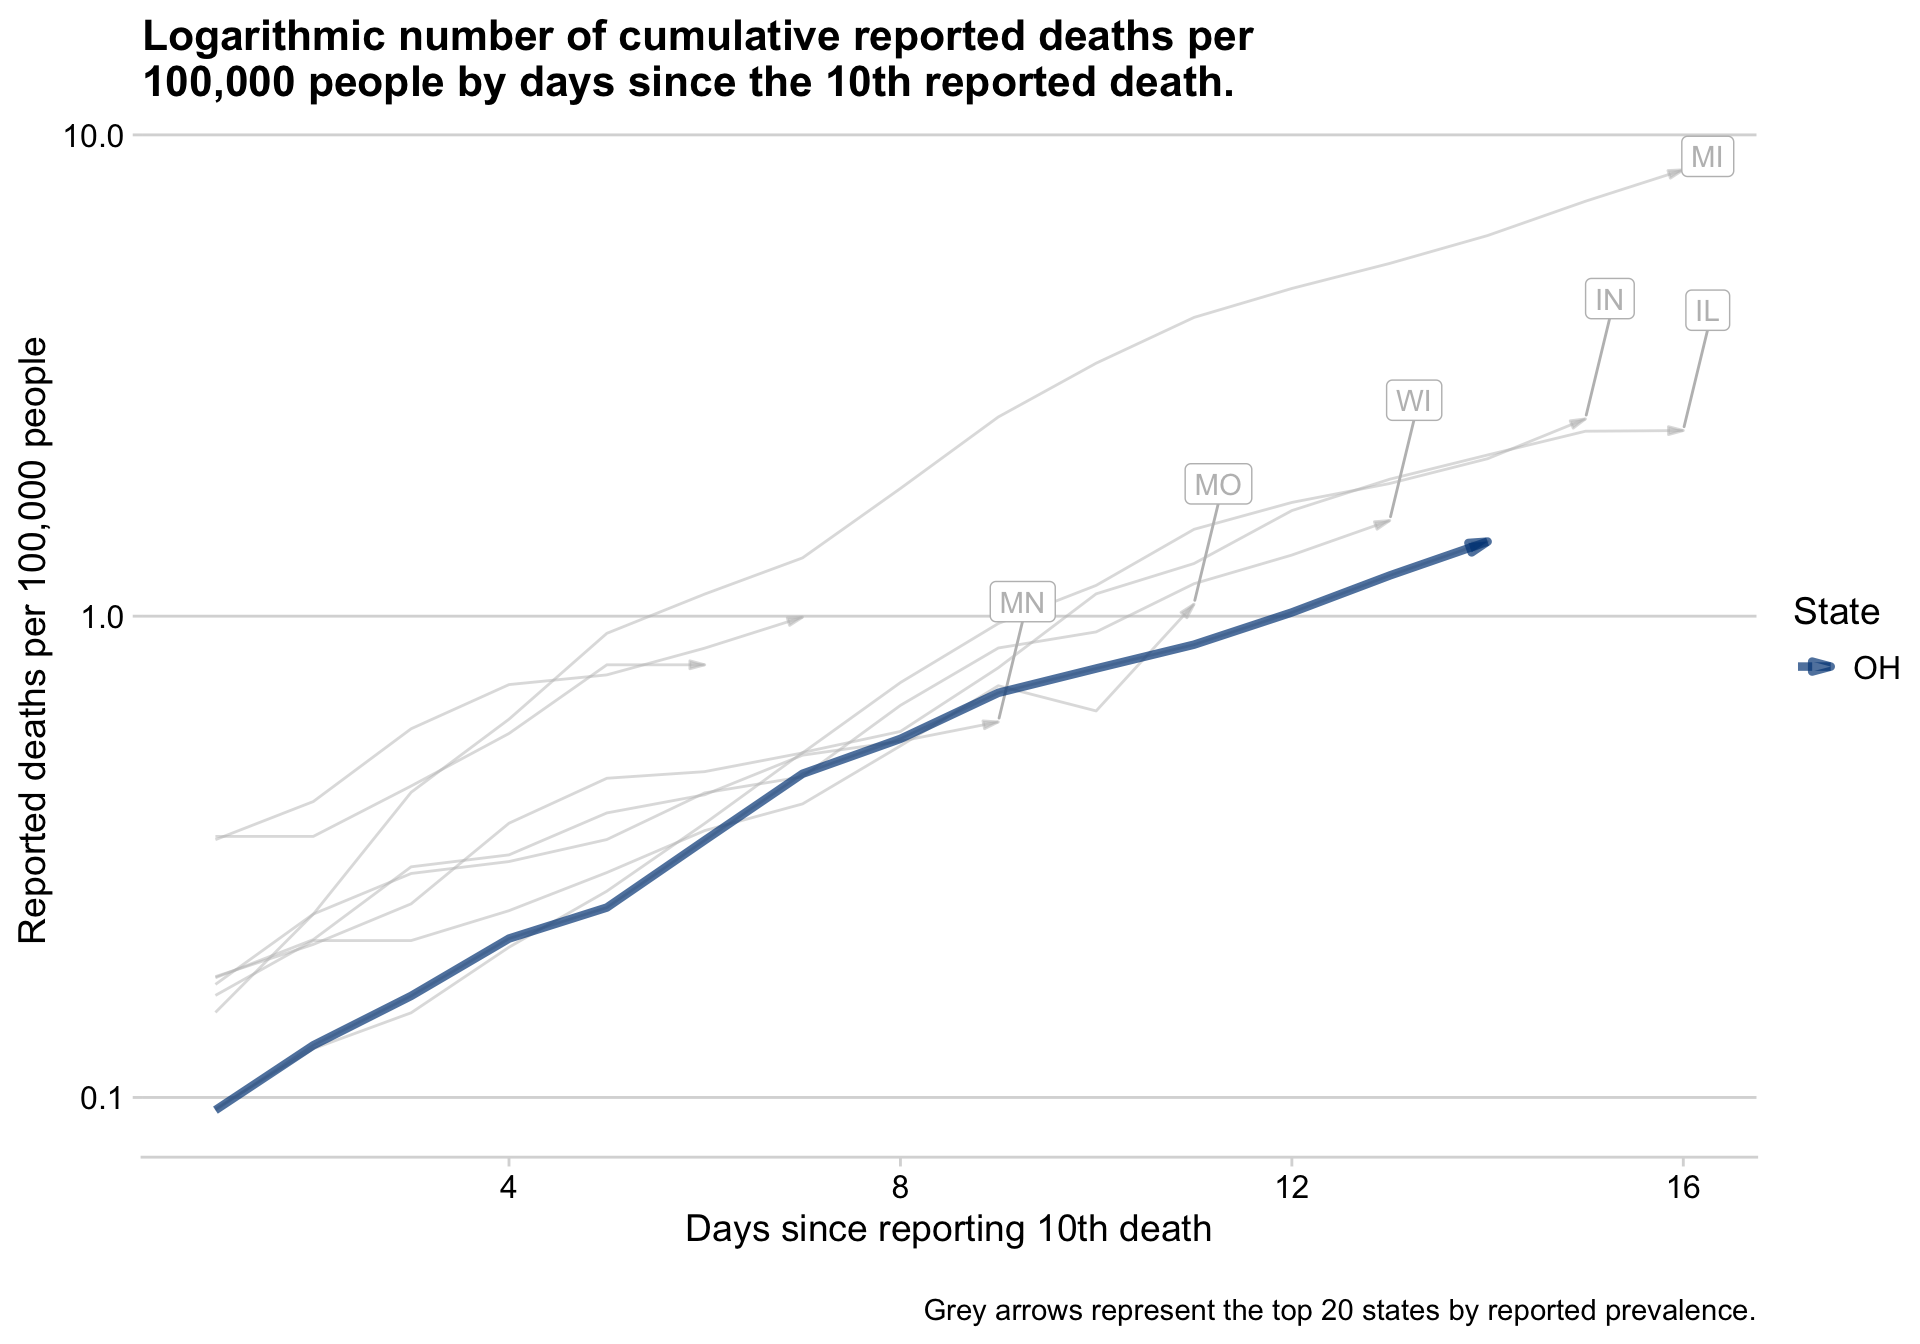 Logarithmic number of cumulative reported deaths per
100,000 people by days since the 10th reported death.
10.0
1.0
0.1
Reported deaths per 100,000 people
MI
IN
IL
WI
MO
MN
State
OH
4
8
12
16
Days since reporting 10th death
Grey arrows represent the top 20 states by reported prevalence.